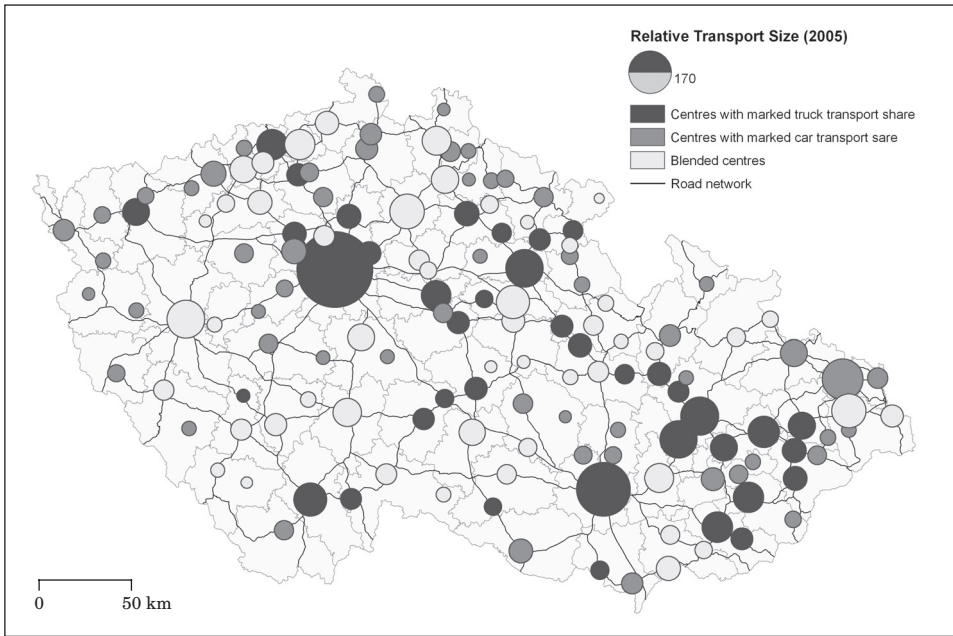 Relative Transport Size (2005)
170
Centres with marked truck transport share
Centres with marked car transport sare
Blended centres
Road network
0 50 km